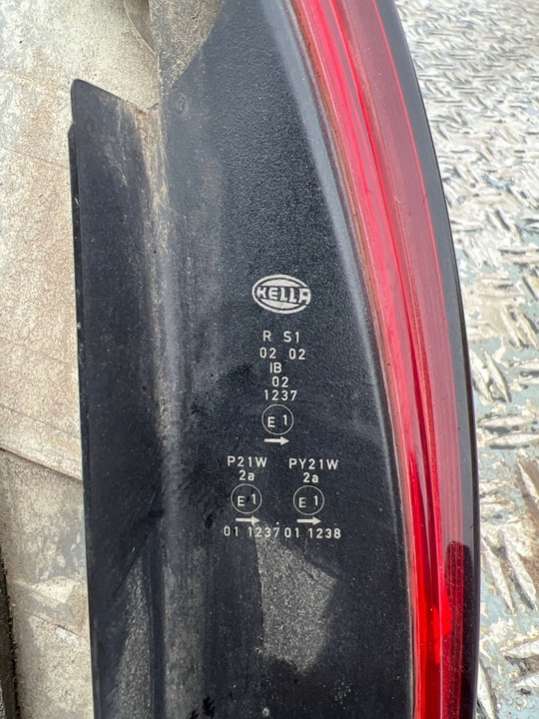 HELLA
R S1
02 02
IB
02
1237
E 1
P21W PY21W
2a 2a
E 1 E 1
01 1237 01 1238